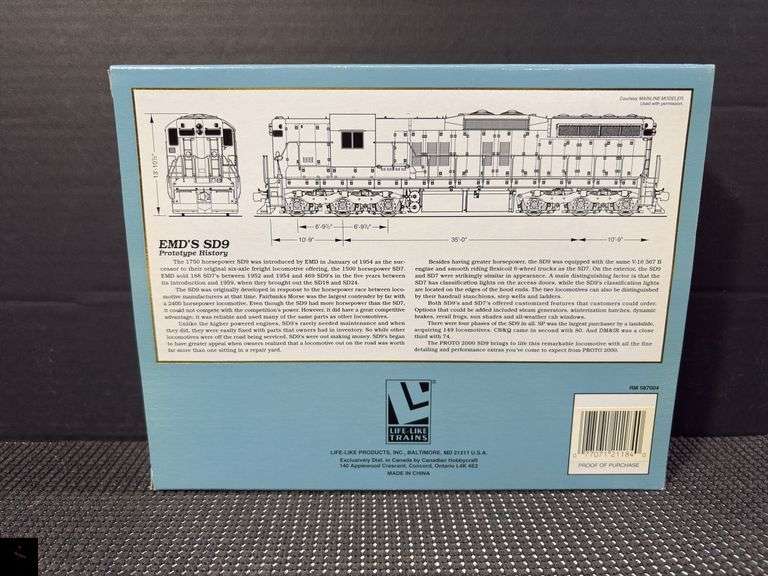 Courtesy MAINLINE MODELER.
Used with permission.
6'-9½" 6'-9½"
10'-9" 35'-0" 10'-9"
EMD'S SD9
Prototype History
The 1750 horsepower SD9 was introduced by EMD in January of 1954 as the suc-
cessor to their original six-axle freight locomotive offering, the 1500 horsepower SD7.
EMD sold 188 SD7's between 1952 and 1954 and 469 SD9's in the five years between
its introduction and 1959, when they brought out the SD18 and SD24.
The SD9 was originally developed in response to the horsepower race between loco-
motive manufacturers at that time. Fairbanks Morse was the largest contender by far with
a 2400 horsepower locomotive. Even though the SD9 had more horsepower than the SD7,
it could not compete with the competition's power. However, it did have a great competitive
advantage; it was reliable and used many of the same parts as other locomotives.
Unlike the higher powered engines, SD9's rarely needed maintenance and when
they did, they were easily fixed with parts that owners had in inventory. So while other
locomotives were off the road being serviced, SD9's were out making money. SD9's began
to have greater appeal when owners realized that a locomotive out on the road was worth
far more than one sitting in a repair yard.
Besides having greater horsepower, the SD9 was equipped with the same V-16 567 B
engine and smooth riding flexicoil 6-wheel trucks as the SD7. On the exterior, the SD9
and SD7 were strikingly similar in appearance. A main distinguishing factor is that the
SD7 has classification lights on the access doors, while the SD9's classification lights
are located on the edges of the hood ends. The two locomotives can also be distinguished
by their handrail stanchions, step wells and ladders.
Both SD9's and SD7's offered customized features that customers could order.
Options that could be added included steam generators, winterization hatches, dynamic
brakes, rerail frogs, sun shades and all-weather cab windows.
There were four phases of the SD9 in all. SP was the largest purchaser by a landslide,
acquiring 149 locomotives. CB&Q came in second with 80. And DM&IR was a close
third with 74.
The PROTO 2000 SD9 brings to life this remarkable locomotive with all the fine
detailing and performance extras you've come to expect from PROTO 2000.
LIFE-LIKE
TRAINS
LIFE-LIKE PRODUCTS, INC., BALTIMORE, MD 21211 U.S.A.
Exclusively Dist. in Canada by Canadian Hobbycraft
140 Applewood Crescent, Concord, Ontario L4K 4E2
MADE IN CHINA
PROOF OF PURCHASE